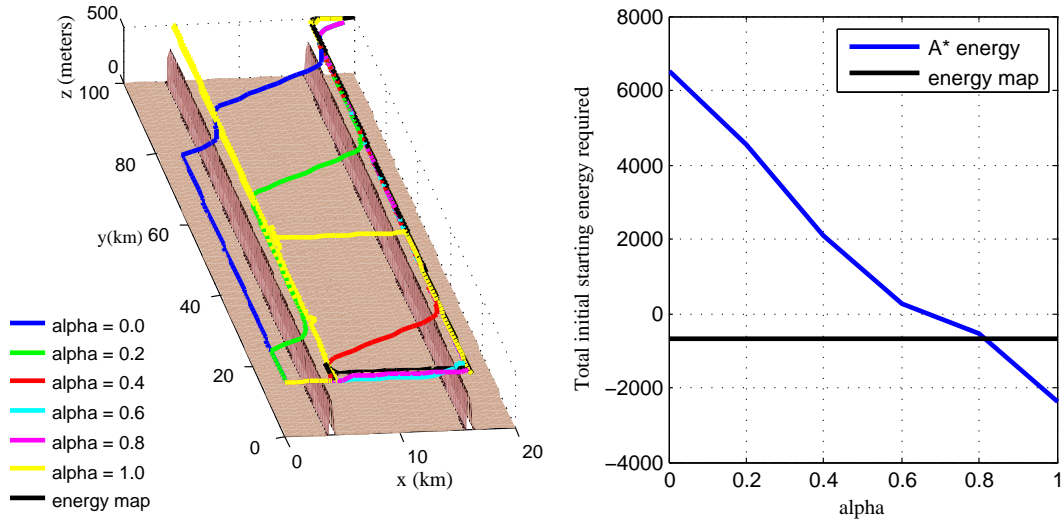 500
0
z (meters)
100
80
y(km)
60
40
20
0
0
10
20
x (km)
alpha = 0.0
alpha = 0.2
alpha = 0.4
alpha = 0.6
alpha = 0.8
alpha = 1.0
energy map
8000
6000
4000
2000
0
−2000
−4000
Total initial starting energy required
0
0.2
0.4
0.6
0.8
1
alpha
A* energy
energy map